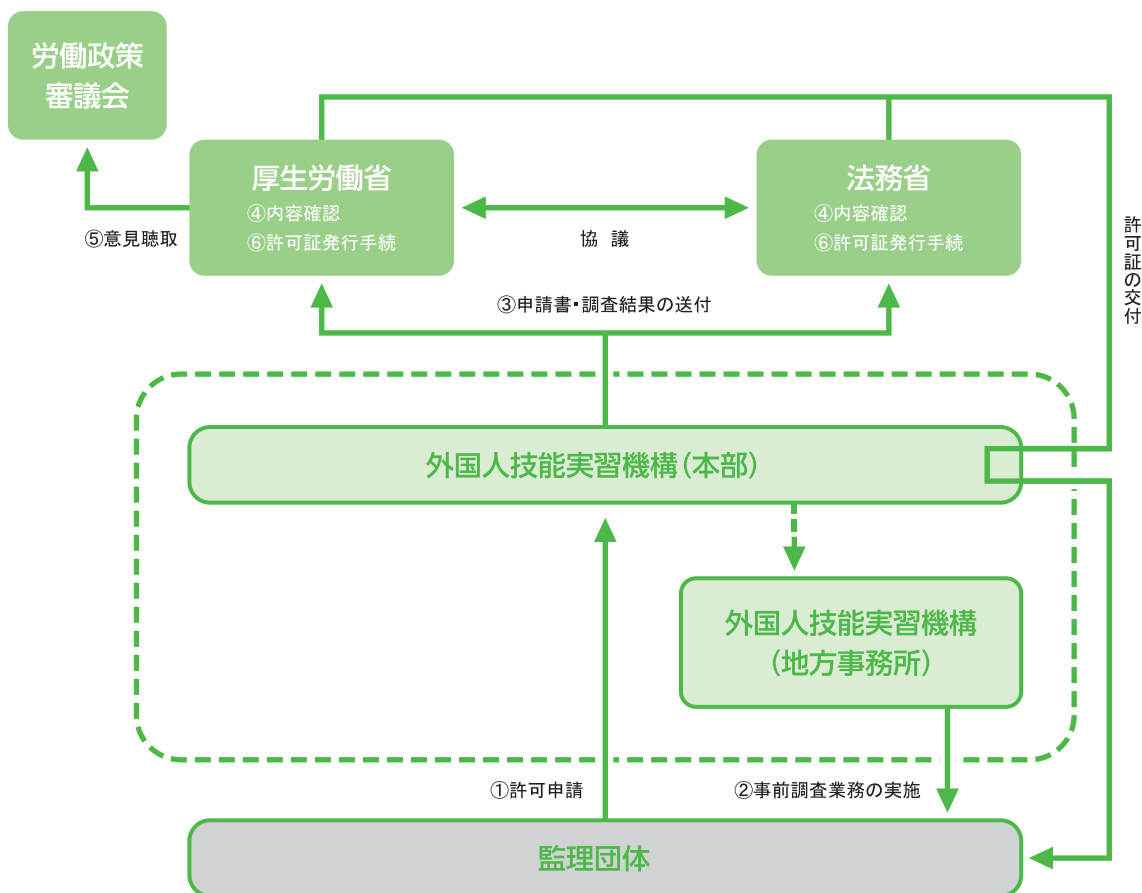 労働政策
審議会
厚生労働省
④内容確認
⑥許可証発行手続
法務省
④内容確認
⑥許可証発行手続
⑤意見聴取
協 議
許可証の交付
③申請書・調査結果の送付
外国人技能実習機構(本部)
外国人技能実習機構
(地方事務所)
①許可申請
②事前調査業務の実施
監理団体